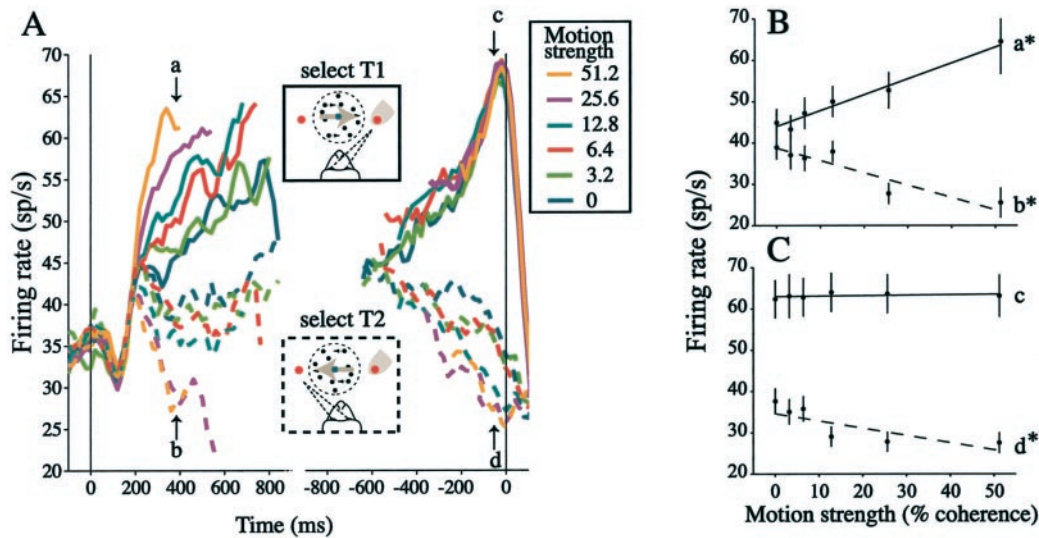 A
Firing rate (sp/s)
70
65
60
55
50
45
40
35
30
25
20
a
b
c
d
select T1
select T2
Motion
strength
51.2
25.6
12.8
6.4
3.2
0
0 200 400 600 800
-800 -600 -400 -200 0
Time (ms)
B
70
60
50
40
30
20
a*
b*
Firing rate (sp/s)
C
70
60
50
40
30
20
c
d*
0 10 20 30 40 50
Motion strength (% coherence)